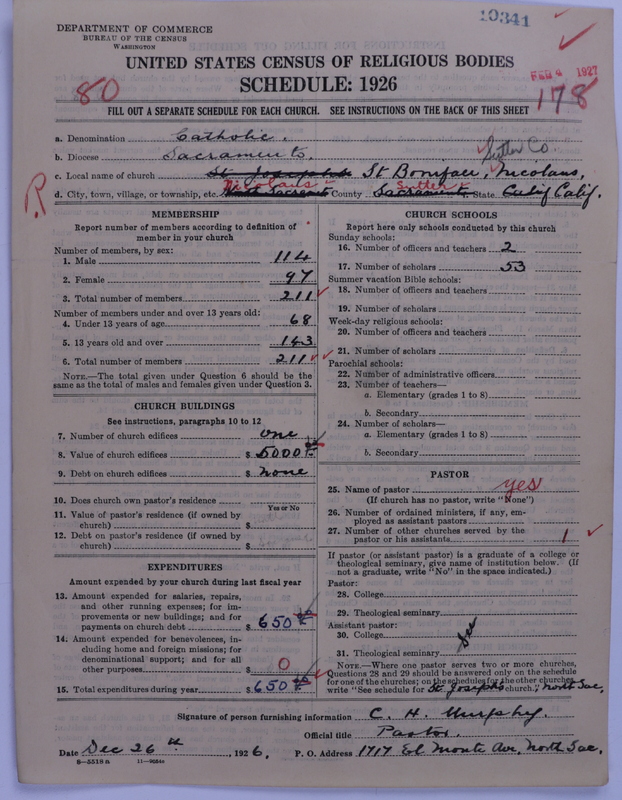 10341
DEPARTMENT OF COMMERCE
BUREAU OF THE CENSUS
WASHINGTON
UNITED STATES CENSUS OF RELIGIOUS BODIES
SCHEDULE: 1926
1927
80
178
FILL OUT A SEPARATE SCHEDULE FOR EACH CHURCH. SEE INSTRUCTIONS ON THE BACK OF THIS SHEET
a. Denomination Catholic.
b. Diocese Sacramento. Sutter Co.
c. Local name of church St Joseph's St Boniface, Nicolaus,
d. City, town, village, or township, etc. Nicolaus County Sacramento Sutter State Calif Calif.
R
MEMBERSHIP
Report number of members according to definition of
member in your church
Number of members, by sex:
1. Male 114
2. Female 97
3. Total number of members 211
Number of members under and over 13 years old:
4. Under 13 years of age 68
5. 13 years old and over 143
6. Total number of members 211
NOTE.—The total given under Question 6 should be the
same as the total of males and females given under Question 3.
CHURCH BUILDINGS
See instructions, paragraphs 10 to 12
7. Number of church edifices one
8. Value of church edifices $ 5000
9. Debt on church edifices $ none
10. Does church own pastor's residence
Yes or No
11. Value of pastor's residence (if owned by
church) $
12. Debt on pastor's residence (if owned by
church) $
EXPENDITURES
Amount expended by your church during last fiscal year
13. Amount expended for salaries, repairs,
and other running expenses; for im-
provements or new buildings; and for
payments on church debt $ 650
14. Amount expended for benevolences, in-
cluding home and foreign missions; for
denominational support; and for all
other purposes $ 0
15. Total expenditures during year $ 650
CHURCH SCHOOLS
Report here only schools conducted by this church
Sunday schools:
16. Number of officers and teachers 2
17. Number of scholars 53
Summer vacation Bible schools:
18. Number of officers and teachers
19. Number of scholars
Week-day religious schools:
20. Number of officers and teachers
21. Number of scholars
Parochial schools:
22. Number of administrative officers
23. Number of teachers—
a. Elementary (grades 1 to 8)
b. Secondary
24. Number of scholars—
a. Elementary (grades 1 to 8)
b. Secondary
PASTOR
25. Name of pastor yes
(If church has no pastor, write "None")
26. Number of ordained ministers, if any, em-
ployed as assistant pastors
27. Number of other churches served by the
pastor or his assistants 1
If pastor (or assistant pastor) is a graduate of a college or
theological seminary, give name of institution below. (If
not a graduate, write "No" in the space indicated.)
Pastor:
28. College
29. Theological seminary
Assistant pastor:
30. College
See
31. Theological seminary
NOTE.—Where one pastor serves two or more churches,
Questions 28 and 29 should be answered only on the schedule
for one of the churches; on the schedules for the other churches
write "See schedule for St Josephs church," North Sac,
Signature of person furnishing information C. H. Murphy.
Official title Pastor.
Date Dec 26th, 1926. P. O. Address 1717 El Monte Av, North Sac,
8—5518 a 11—9054a